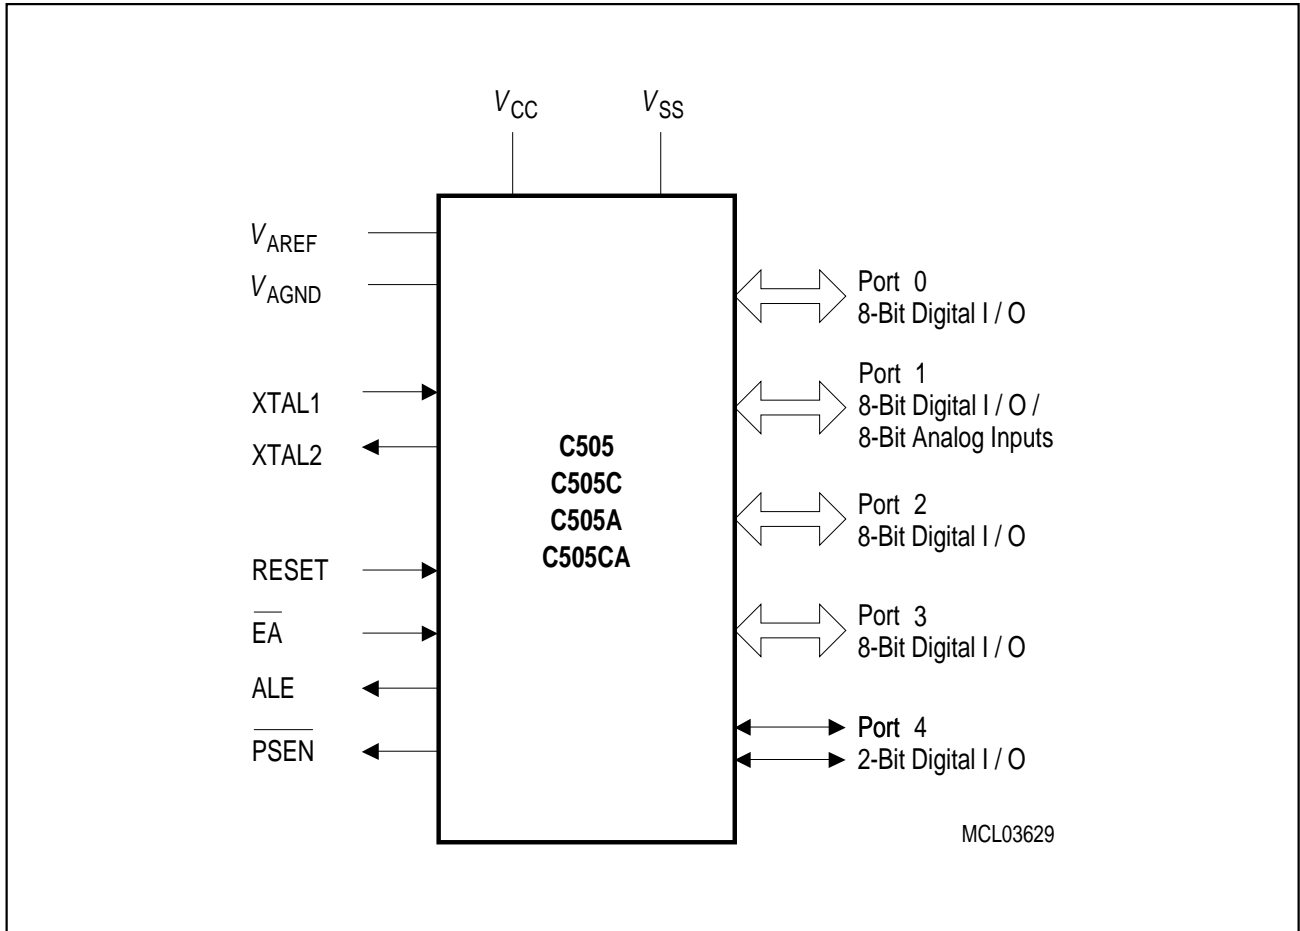 VCC
VSS
VAREF
VAGND
XTAL1
XTAL2
RESET
E̅A̅
ALE
P̅S̅E̅N̅
C505
C505C
C505A
C505CA
Port 0
8-Bit Digital I / O
Port 1
8-Bit Digital I / O /
8-Bit Analog Inputs
Port 2
8-Bit Digital I / O
Port 3
8-Bit Digital I / O
Port 4
2-Bit Digital I / O
MCL03629